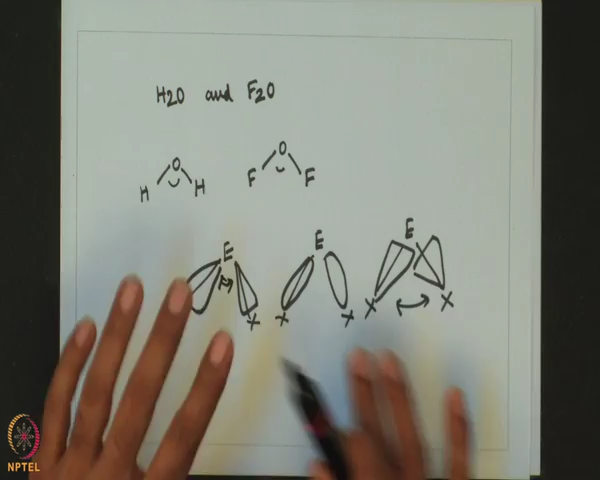 H2O and F2O
O O
H H F F
E E E
X X X X X
NPTEL